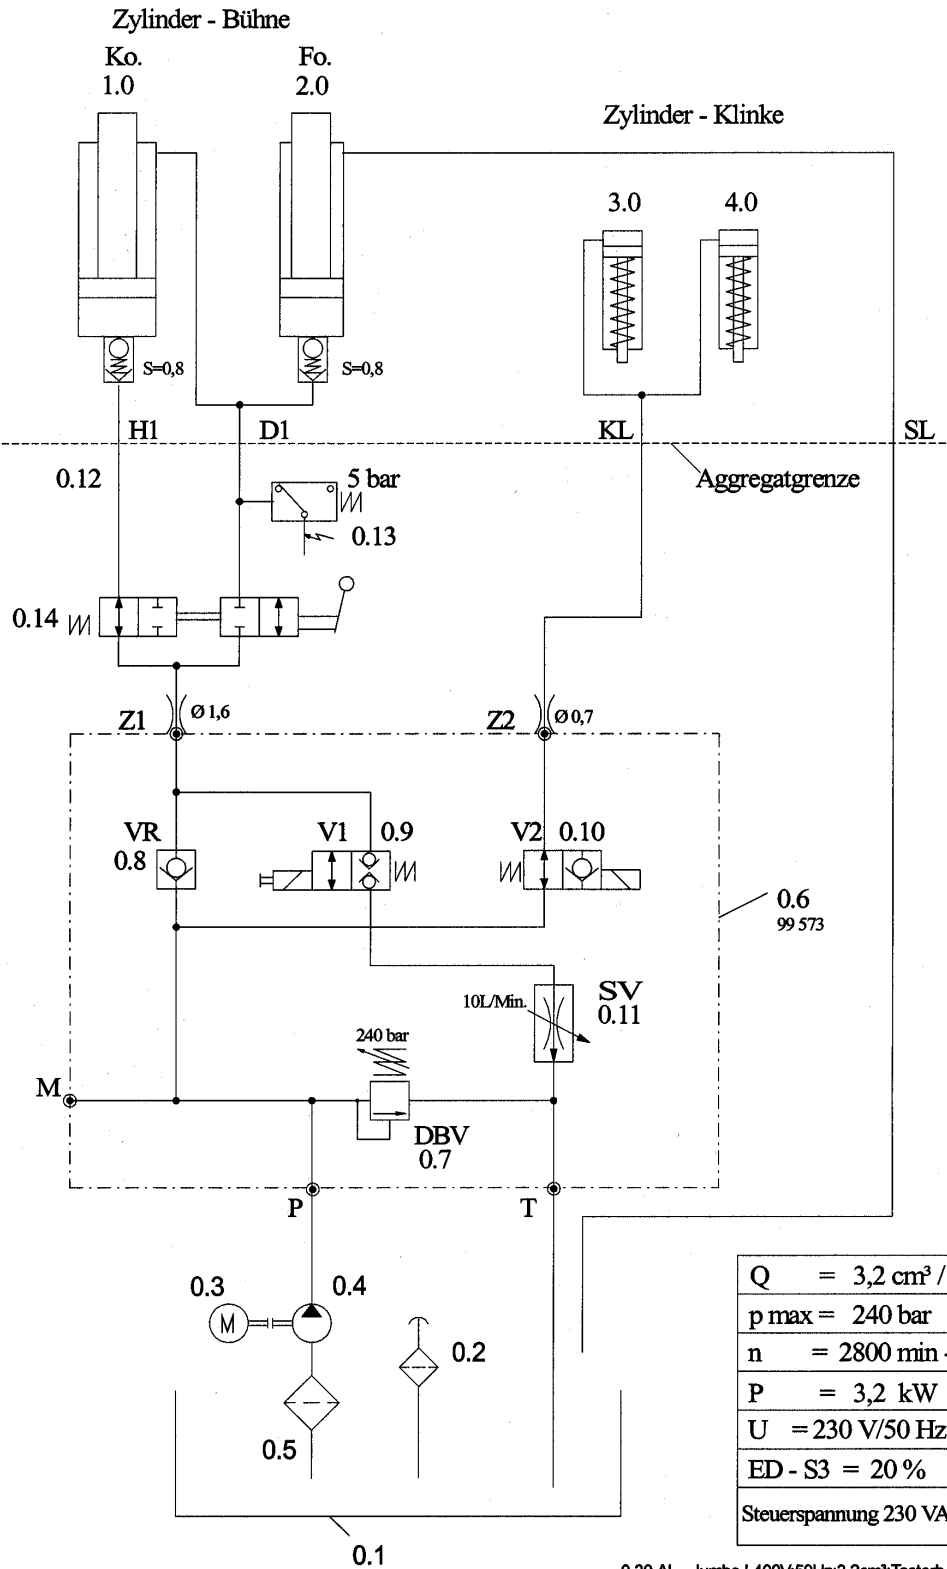 Zylinder - Bühne
Ko.
1.0
Fo.
2.0
Zylinder - Klinke
3.0
4.0
S=0,8
S=0,8
H1
D1
KL
SL
0.12
5 bar
Aggregatgrenze
0.13
0.14
Z1
Ø 1,6
Z2
Ø 0,7
VR
0.8
V1
0.9
V2
0.10
0.6
99 573
SV
0.11
10L/Min.
240 bar
M
DBV
0.7
P
T
0.3
0.4
M
0.2
0.5
0.1
Q = 3,2 cm³ /
p max = 240 bar
n = 2800 min -
P = 3,2 kW
U = 230 V/50 Hz
ED - S3 = 20 %
Steuerspannung 230 VA